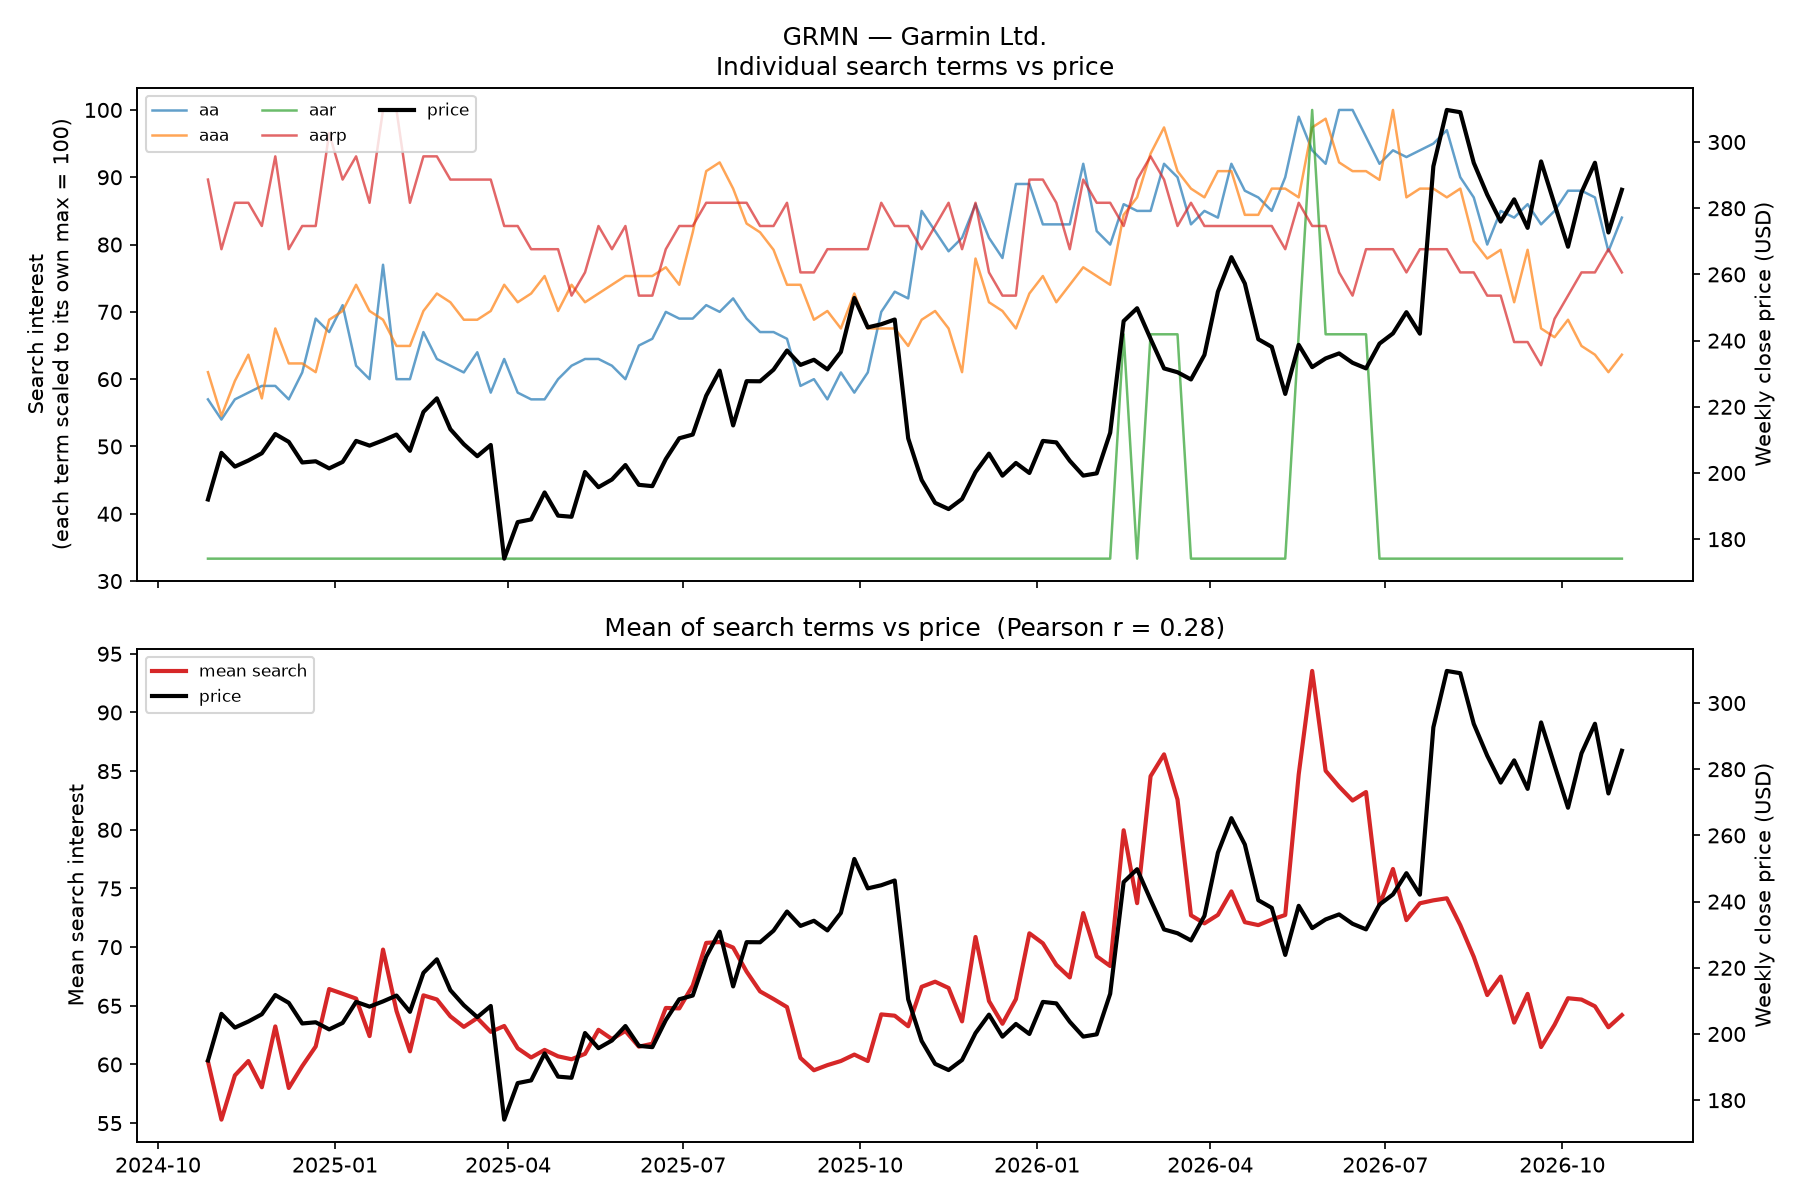 GRMN — Garmin Ltd.
Individual search terms vs price
aa
aaa
aar
aarp
price
Search interest
(each term scaled to its own max = 100)
100
90
80
70
60
50
40
30
300
280
260
240
220
200
180
Weekly close price (USD)
Mean of search terms vs price (Pearson r = 0.28)
mean search
price
Mean search interest
95
90
85
80
75
70
65
60
55
300
280
260
240
220
200
180
Weekly close price (USD)
2024-10
2025-01
2025-04
2025-07
2025-10
2026-01
2026-04
2026-07
2026-10